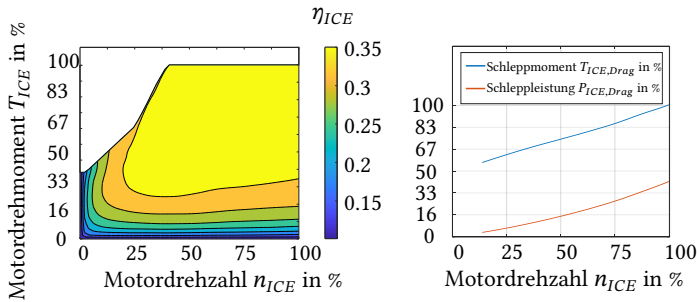 η_ICE
Motordrehmoment T_ICE in %
100
83
67
50
33
16
0
0 25 50 75 100
Motordrehzahl n_ICE in %
0.35
0.3
0.25
0.2
0.15
Schleppmoment T_ICE,Drag in %
Schleppleistung P_ICE,Drag in %
100
83
67
50
33
16
0
0 25 50 75 100
Motordrehzahl n_ICE in %